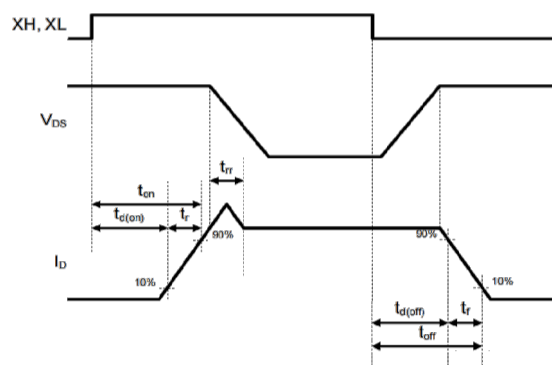 XH, XL
VDS
trr
ton
td(on) tr
90% 90%
ID
10% 10%
td(off) tf
toff